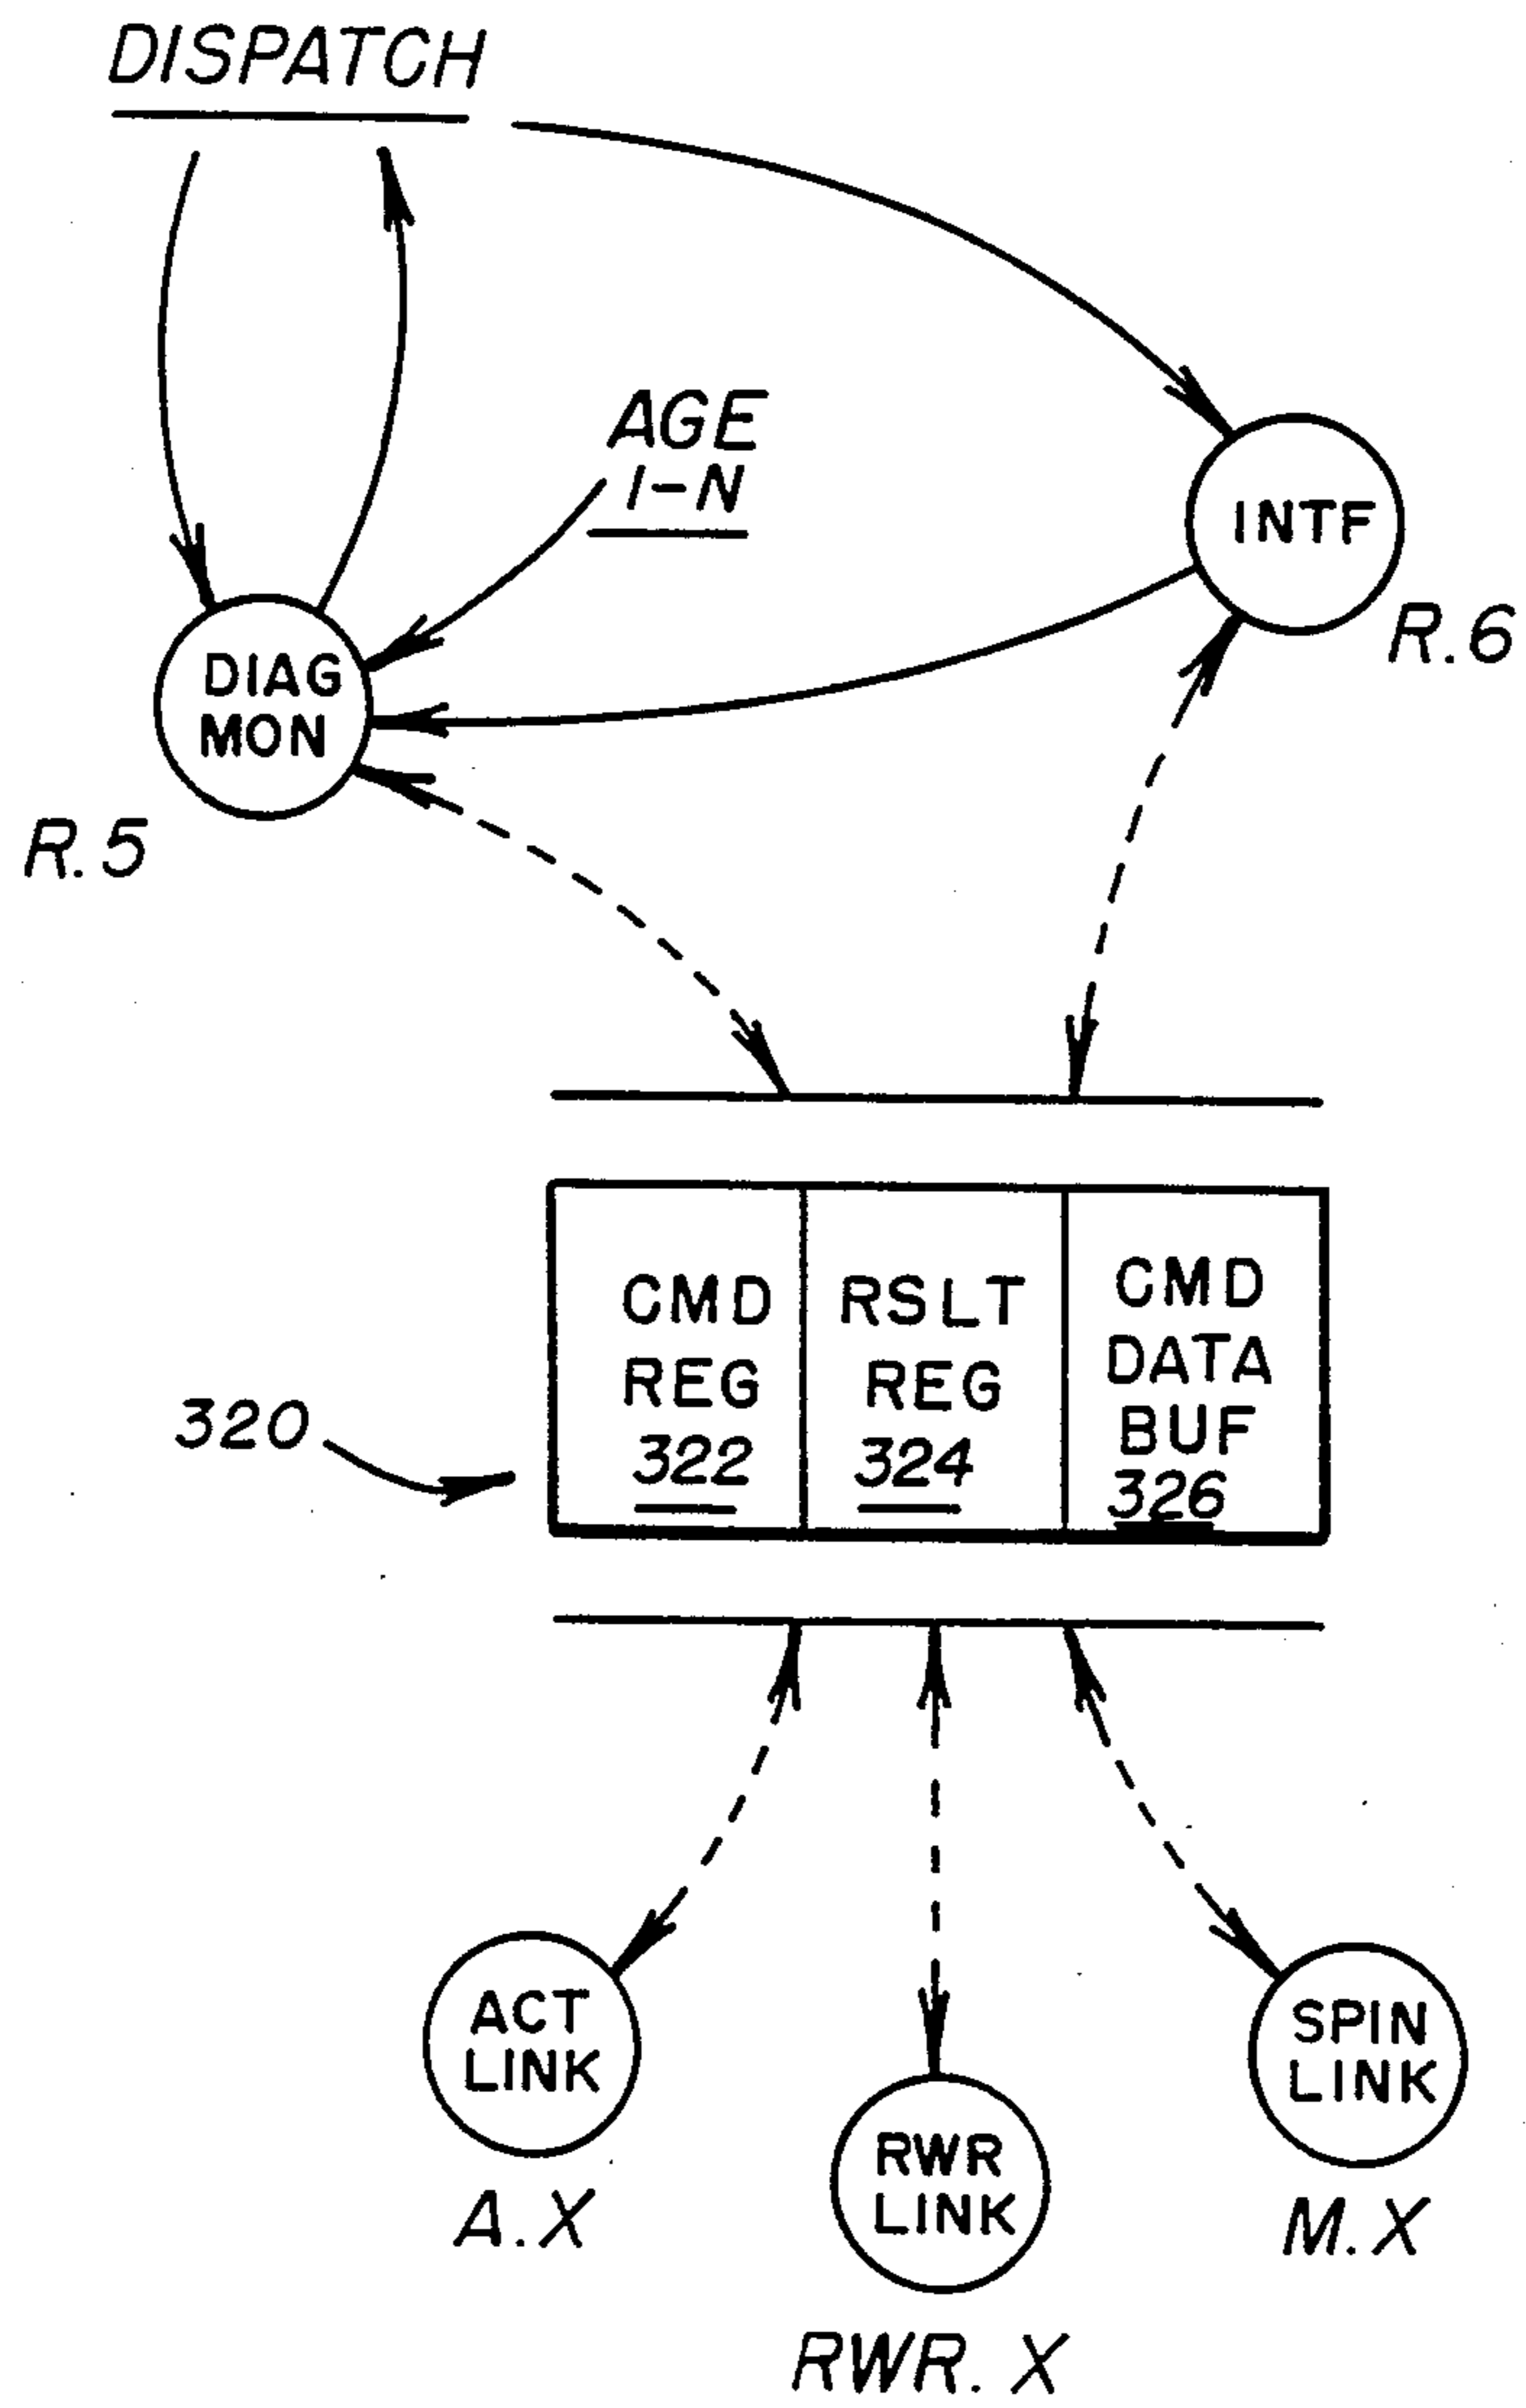 DISPATCH
AGE
1-N
INTF
R.6
DIAG
MON
R.5
CMD
REG
322
RSLT
REG
324
CMD
DATA
BUF
326
320
ACT
LINK
A.X
RWR
LINK
RWR.X
SPIN
LINK
M.X